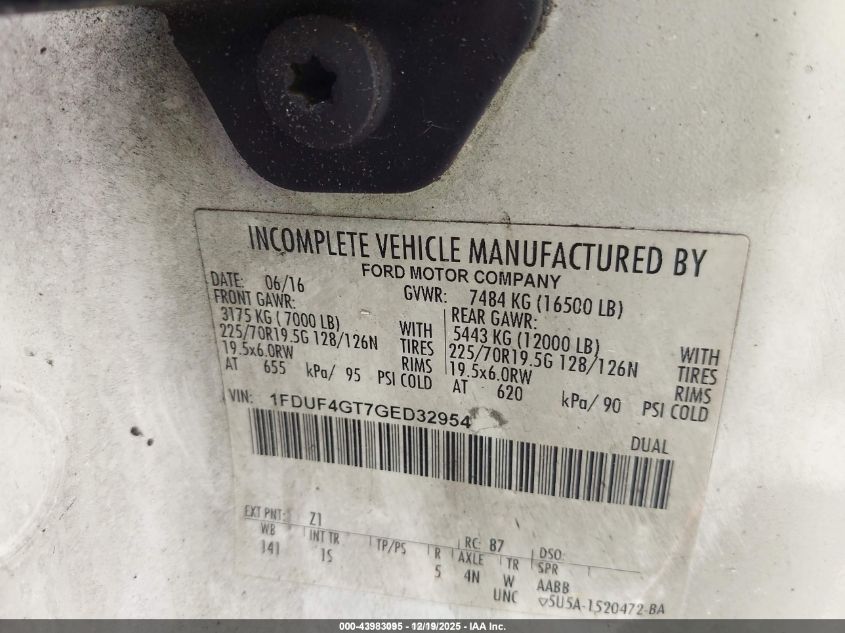 INCOMPLETE VEHICLE MANUFACTURED BY
FORD MOTOR COMPANY
DATE: 06/16 GVWR: 7484 KG (16500 LB)
FRONT GAWR: REAR GAWR:
3175 KG ( 7000 LB) WITH 5443 KG (12000 LB) WITH
225/70R19.5G 128/126N TIRES 225/70R19.5G 128/126N TIRES
19.5x6.0RW RIMS 19.5x6.0RW RIMS
AT 655 kPa/ 95 PSI COLD AT 620 kPa/ 90 PSI COLD
VIN: 1FDUF4GT7GED32954
DUAL
EXT PNT: Z1 RC: 87 DSO:
WB INT TR TP/PS R AXLE TR SPR
141 1S 5 4N W AABB
UNC ▽5U5A-1520472-BA
000-43983095 - 12/19/2025 - IAA Inc.